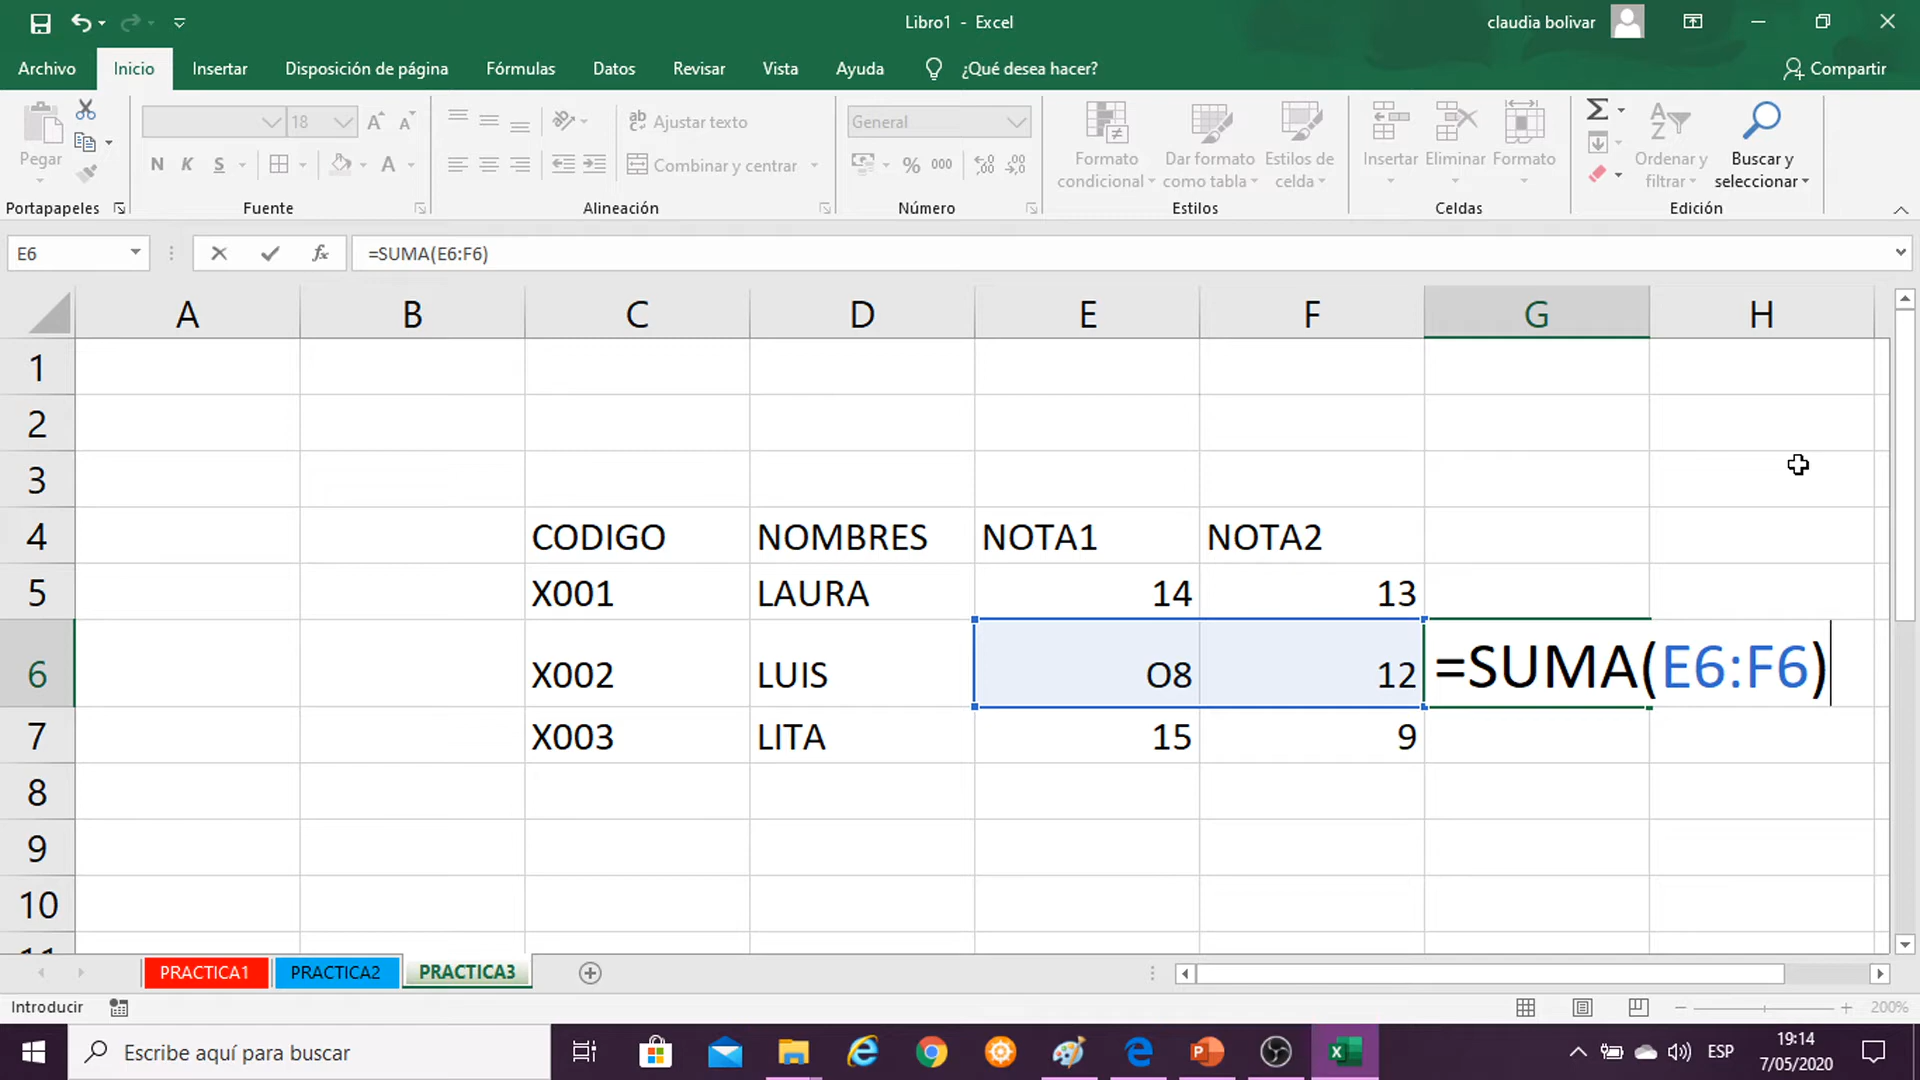 Libro1 - Excel
claudia bolivar
Archivo Inicio Insertar Disposición de página Fórmulas Datos Revisar Vista Ayuda ¿Qué desea hacer? Compartir
Pegar
18
Ajustar texto
General
N K S A
Combinar y centrar
% 000
Formato condicional
Dar formato como tabla
Estilos de celda
Insertar
Eliminar
Formato
Ordenar y filtrar
Buscar y seleccionar
Portapapeles Fuente Alineación Número Estilos Celdas Edición
E6 fx =SUMA(E6:F6)
A B C D E F G H
1
2
3
4 CODIGO NOMBRES NOTA1 NOTA2
5 X001 LAURA 14 13
6 X002 LUIS O8 12 =SUMA(E6:F6)
7 X003 LITA 15 9
8
9
10
PRACTICA1 PRACTICA2 PRACTICA3
Introducir 200%
Escribe aquí para buscar
ESP
19:14
7/05/2020